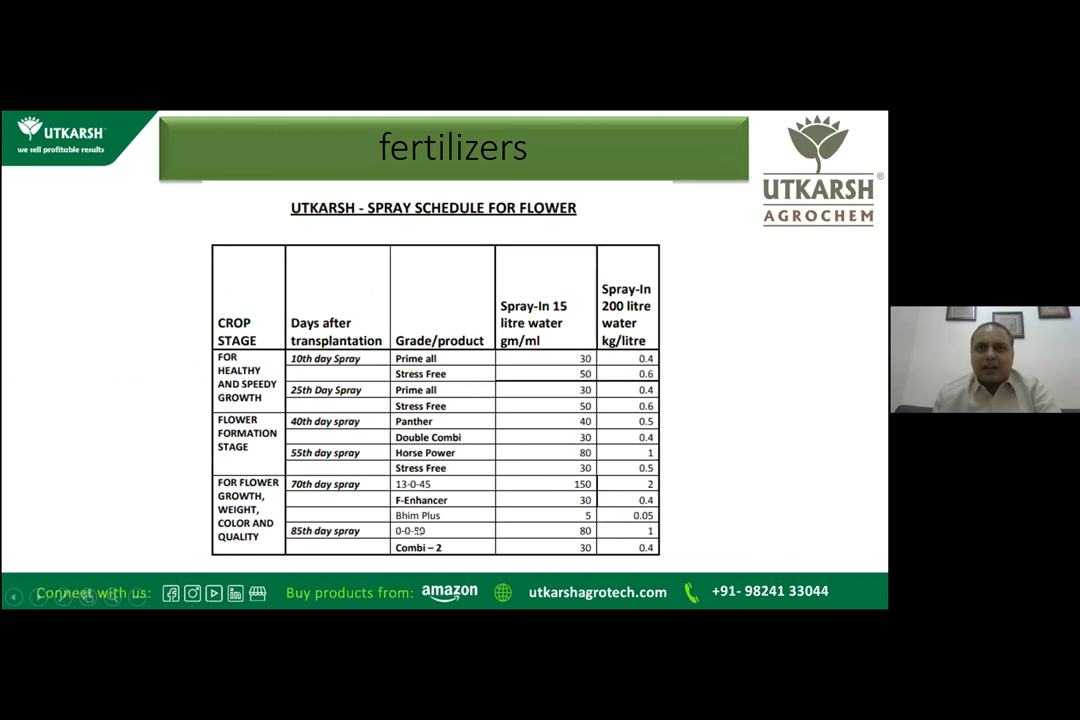 UTKARSH
we sell profitable results
fertilizers
UTKARSH®
AGROCHEM
UTKARSH - SPRAY SCHEDULE FOR FLOWER
CROP STAGE Days after transplantation Grade/product Spray-In 15 litre water gm/ml Spray-In 200 litre water kg/litre
FOR HEALTHY AND SPEEDY GROWTH 10th day Spray Prime all 30 0.4
Stress Free 50 0.6
25th Day Spray Prime all 30 0.4
Stress Free 50 0.6
FLOWER FORMATION STAGE 40th day spray Panther 40 0.5
Double Combi 30 0.4
55th day spray Horse Power 80 1
Stress Free 30 0.5
FOR FLOWER GROWTH, WEIGHT, COLOR AND QUALITY 70th day spray 13-0-45 150 2
F-Enhancer 30 0.4
Bhim Plus 5 0.05
85th day spray 0-0-50 80 1
Combi – 2 30 0.4
Connect with us: Buy products from: amazon utkarshagrotech.com +91- 98241 33044